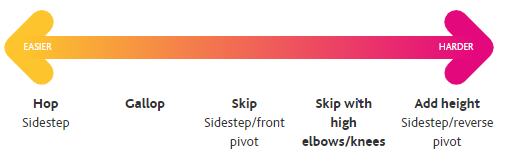 EASIER
HARDER
Hop
Sidestep
Gallop
Skip
Sidestep/front
pivot
Skip with
high
elbows/knees
Add height
Sidestep/reverse
pivot